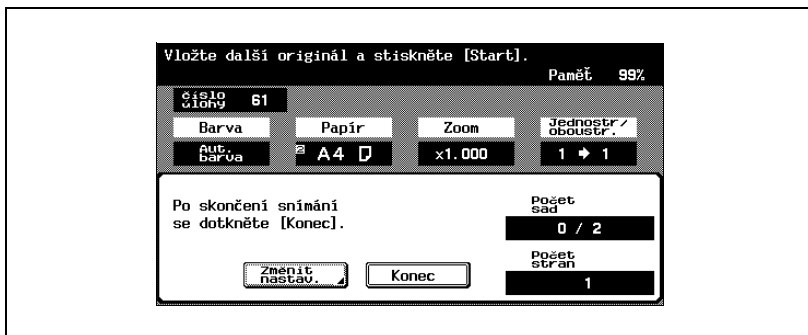 Vložte další originál a stiskněte [Start].
Paměť 99%
číslo
úlohy 61
Barva Papír Zoom Jednostr/
oboustr.
Aut.
barva
2 A4 x1.000 1 → 1
Po skončení snímání
se dotkněte [Konec].
Počet
sad
0 / 2
Změnit
nastav.
Konec
Počet
stran
1